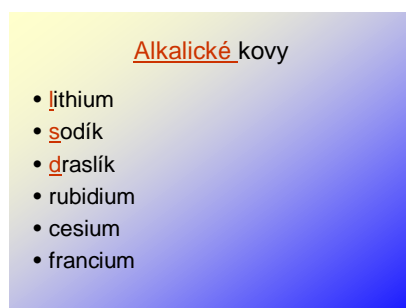 Alkalické kovy
• lithium
• sodík
• draslík
• rubidium
• cesium
• francium